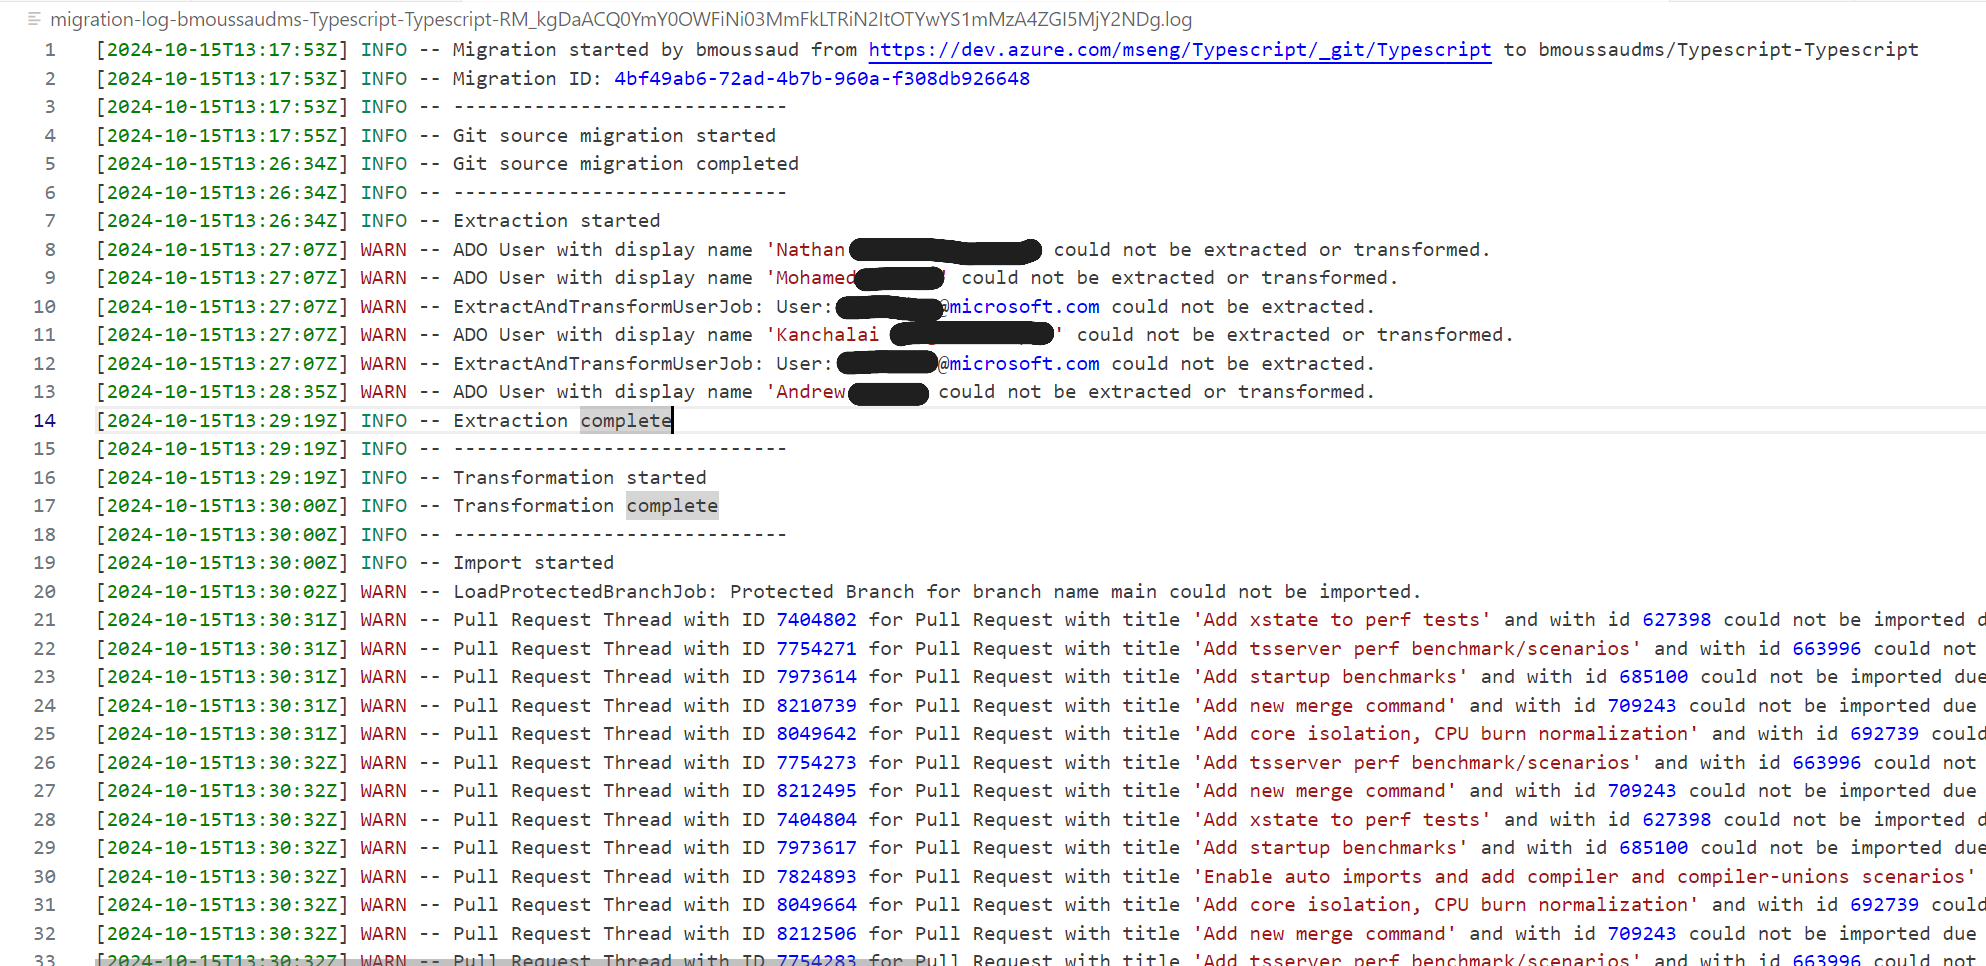 migration-log-bmoussaudms-Typescript-Typescript-RM_kgDaACQ0YmY0OWFiNi03MmFkLTRiN2ItOTYwYS1mMzA4ZGI5MjY2NDg.log
1 [2024-10-15T13:17:53Z] INFO -- Migration started by bmoussaud from https://dev.azure.com/mseng/Typescript/_git/Typescript to bmoussaudms/Typescript-Typescript
2 [2024-10-15T13:17:53Z] INFO -- Migration ID: 4bf49ab6-72ad-4b7b-960a-f308db926648
3 [2024-10-15T13:17:53Z] INFO -- -----------------------------
4 [2024-10-15T13:17:55Z] INFO -- Git source migration started
5 [2024-10-15T13:26:34Z] INFO -- Git source migration completed
6 [2024-10-15T13:26:34Z] INFO -- -----------------------------
7 [2024-10-15T13:26:34Z] INFO -- Extraction started
8 [2024-10-15T13:27:07Z] WARN -- ADO User with display name 'Nathan could not be extracted or transformed.
9 [2024-10-15T13:27:07Z] WARN -- ADO User with display name 'Mohamed ' could not be extracted or transformed.
10 [2024-10-15T13:27:07Z] WARN -- ExtractAndTransformUserJob: User: @microsoft.com could not be extracted.
11 [2024-10-15T13:27:07Z] WARN -- ADO User with display name 'Kanchalai ' could not be extracted or transformed.
12 [2024-10-15T13:27:07Z] WARN -- ExtractAndTransformUserJob: User: @microsoft.com could not be extracted.
13 [2024-10-15T13:28:35Z] WARN -- ADO User with display name 'Andrew could not be extracted or transformed.
14 [2024-10-15T13:29:19Z] INFO -- Extraction complete
15 [2024-10-15T13:29:19Z] INFO -- -----------------------------
16 [2024-10-15T13:29:19Z] INFO -- Transformation started
17 [2024-10-15T13:30:00Z] INFO -- Transformation complete
18 [2024-10-15T13:30:00Z] INFO -- -----------------------------
19 [2024-10-15T13:30:00Z] INFO -- Import started
20 [2024-10-15T13:30:02Z] WARN -- LoadProtectedBranchJob: Protected Branch for branch name main could not be imported.
21 [2024-10-15T13:30:31Z] WARN -- Pull Request Thread with ID 7404802 for Pull Request with title 'Add xstate to perf tests' and with id 627398 could not be imported d
22 [2024-10-15T13:30:31Z] WARN -- Pull Request Thread with ID 7754271 for Pull Request with title 'Add tsserver perf benchmark/scenarios' and with id 663996 could not
23 [2024-10-15T13:30:31Z] WARN -- Pull Request Thread with ID 7973614 for Pull Request with title 'Add startup benchmarks' and with id 685100 could not be imported due
24 [2024-10-15T13:30:31Z] WARN -- Pull Request Thread with ID 8210739 for Pull Request with title 'Add new merge command' and with id 709243 could not be imported due
25 [2024-10-15T13:30:31Z] WARN -- Pull Request Thread with ID 8049642 for Pull Request with title 'Add core isolation, CPU burn normalization' and with id 692739 could
26 [2024-10-15T13:30:32Z] WARN -- Pull Request Thread with ID 7754273 for Pull Request with title 'Add tsserver perf benchmark/scenarios' and with id 663996 could not
27 [2024-10-15T13:30:32Z] WARN -- Pull Request Thread with ID 8212495 for Pull Request with title 'Add new merge command' and with id 709243 could not be imported due
28 [2024-10-15T13:30:32Z] WARN -- Pull Request Thread with ID 7404804 for Pull Request with title 'Add xstate to perf tests' and with id 627398 could not be imported d
29 [2024-10-15T13:30:32Z] WARN -- Pull Request Thread with ID 7973617 for Pull Request with title 'Add startup benchmarks' and with id 685100 could not be imported due
30 [2024-10-15T13:30:32Z] WARN -- Pull Request Thread with ID 7824893 for Pull Request with title 'Enable auto imports and add compiler and compiler-unions scenarios'
31 [2024-10-15T13:30:32Z] WARN -- Pull Request Thread with ID 8049664 for Pull Request with title 'Add core isolation, CPU burn normalization' and with id 692739 could
32 [2024-10-15T13:30:32Z] WARN -- Pull Request Thread with ID 8212506 for Pull Request with title 'Add new merge command' and with id 709243 could not be imported due
33 [2024-10-15T13:30:32Z] WARN -- Pull Request Thread with ID 7754283 for Pull Request with title 'Add tsserver perf benchmark/scenarios' and with id 663996 could not